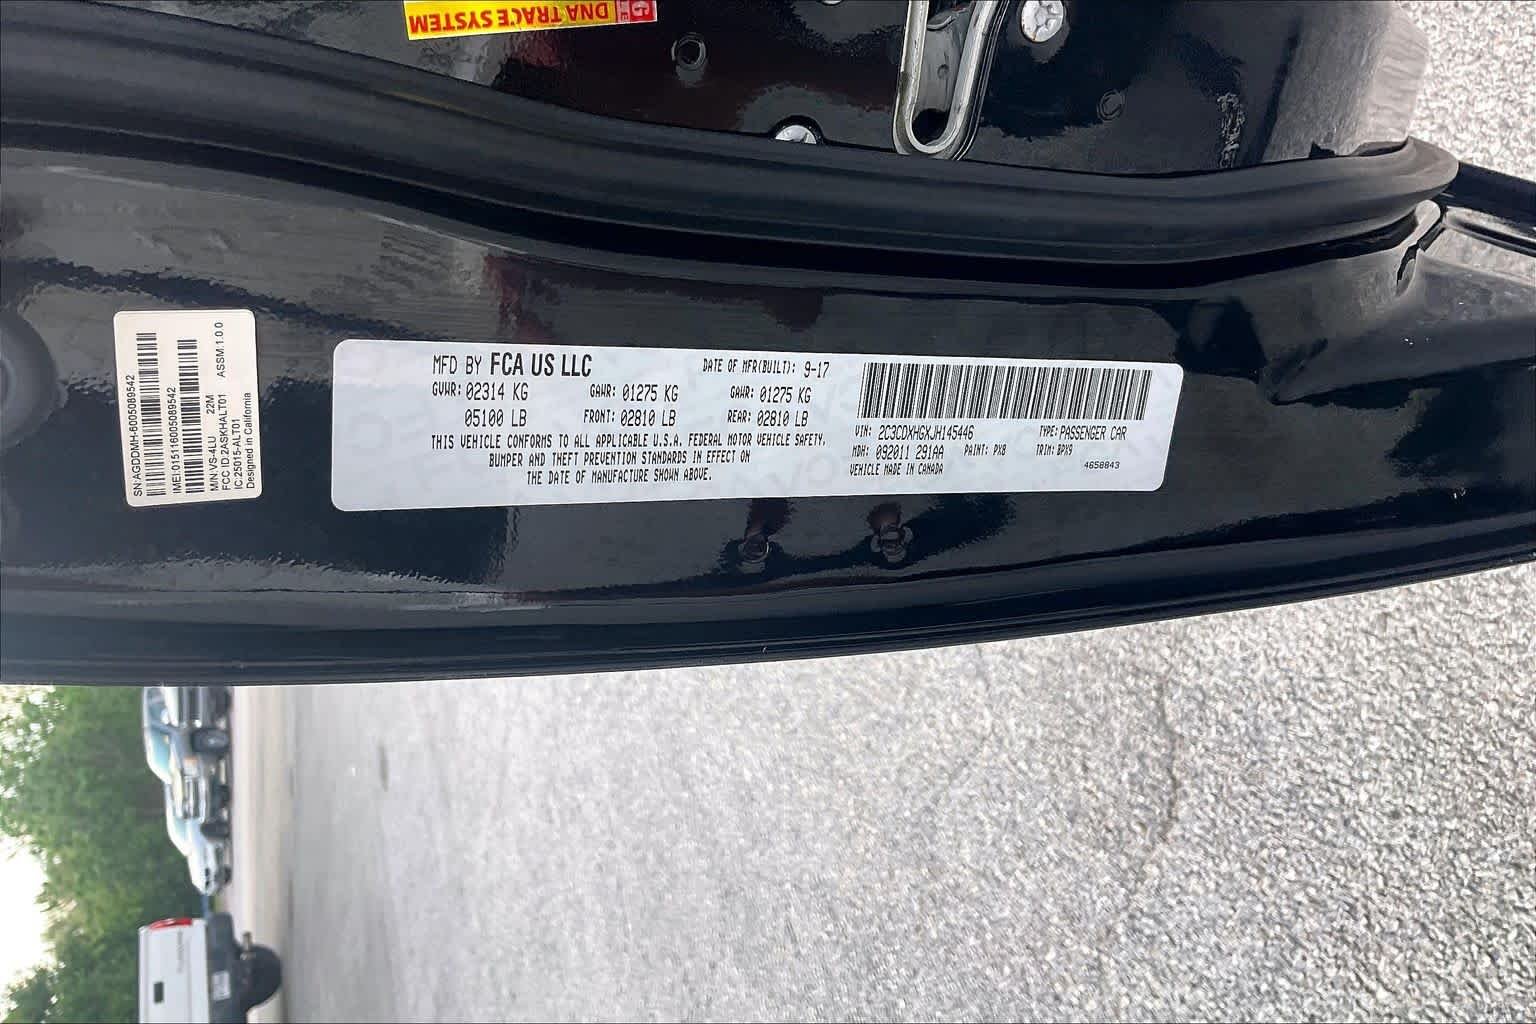 DNA TRACE SYSTEM
SN:AGDDMH-6005089542
IMEI:015116005089542
M/N:VS-4LU 22M
FCC ID:2ASKHALT01 ASSM.1.0.0
IC:25015-ALT01
Designed in California
MFD BY FCA US LLC DATE OF MFR(BUILT): 9-17
GVWR: 02314 KG GAWR: 01275 KG GAWR: 01275 KG
05100 LB FRONT: 02810 LB REAR: 02810 LB
THIS VEHICLE CONFORMS TO ALL APPLICABLE U.S.A. FEDERAL MOTOR VEHICLE SAFETY,
BUMPER AND THEFT PREVENTION STANDARDS IN EFFECT ON
THE DATE OF MANUFACTURE SHOWN ABOVE.
VIN: 2C3CDXHGXJH145446 TYPE: PASSENGER CAR
MDH: 092011 291AA PAINT: PX8 TRIM: BPX9
VEHICLE MADE IN CANADA 4658843